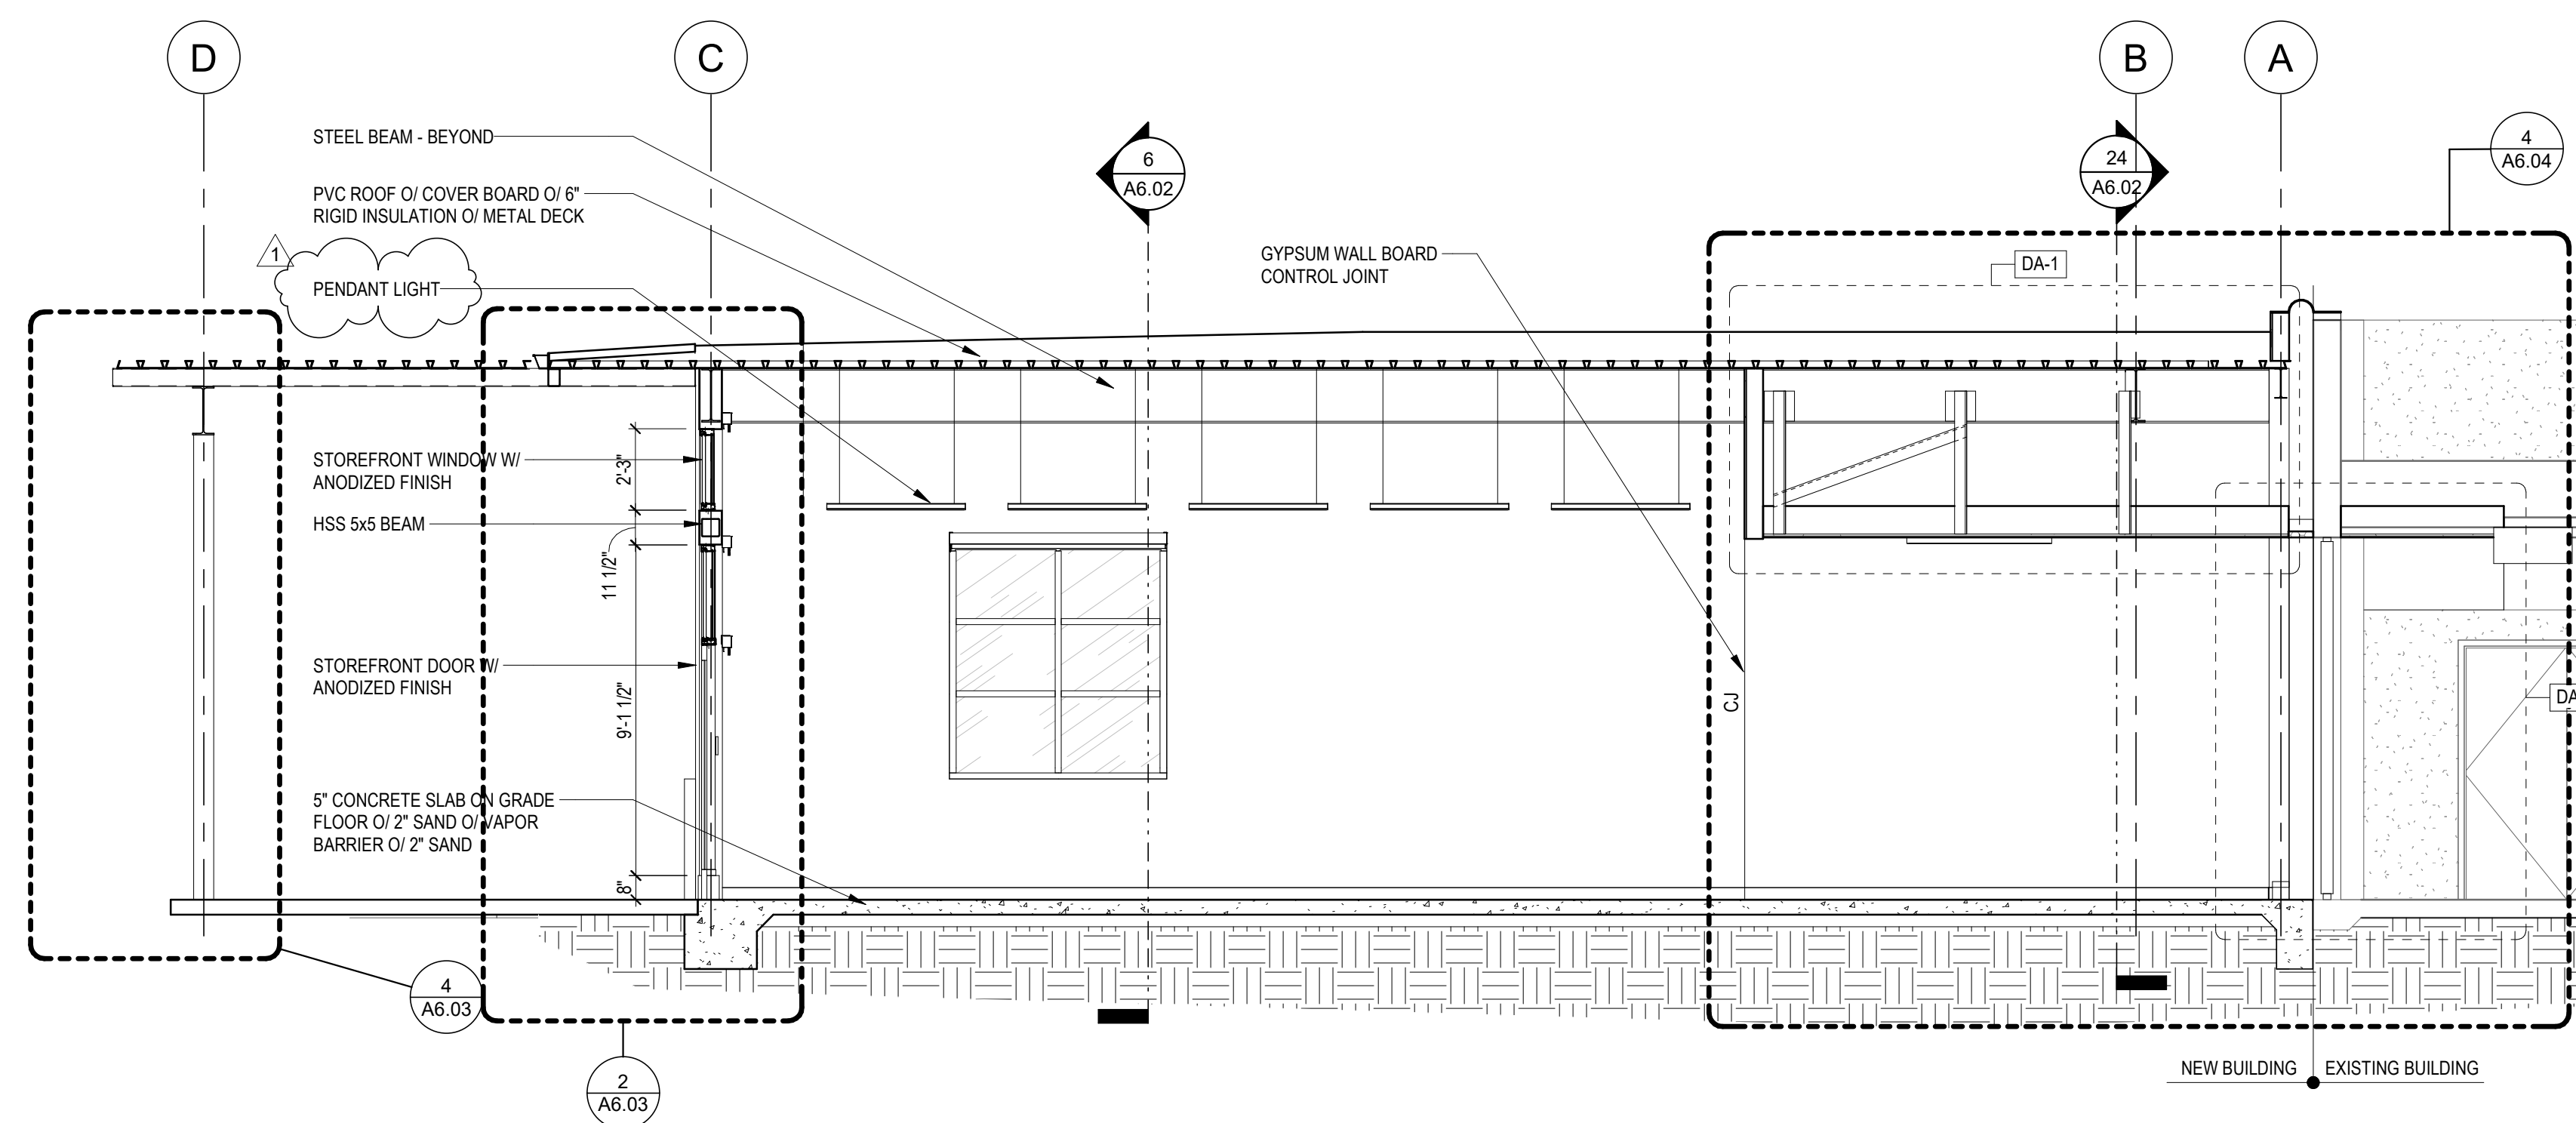 D
C
B
A
STEEL BEAM - BEYOND
PVC ROOF O/ COVER BOARD O/ 6"
RIGID INSULATION O/ METAL DECK
1
PENDANT LIGHT
6
A6.02
24
A6.02
4
A6.04
GYPSUM WALL BOARD
CONTROL JOINT
DA-1
STOREFRONT WINDOW W/
ANODIZED FINISH
2'-3"
HSS 5x5 BEAM
11 1/2"
STOREFRONT DOOR W/
ANODIZED FINISH
9'-1 1/2"
CJ
DA
5" CONCRETE SLAB ON GRADE
FLOOR O/ 2" SAND O/ VAPOR
BARRIER O/ 2" SAND
8"
4
A6.03
2
A6.03
NEW BUILDING
EXISTING BUILDING